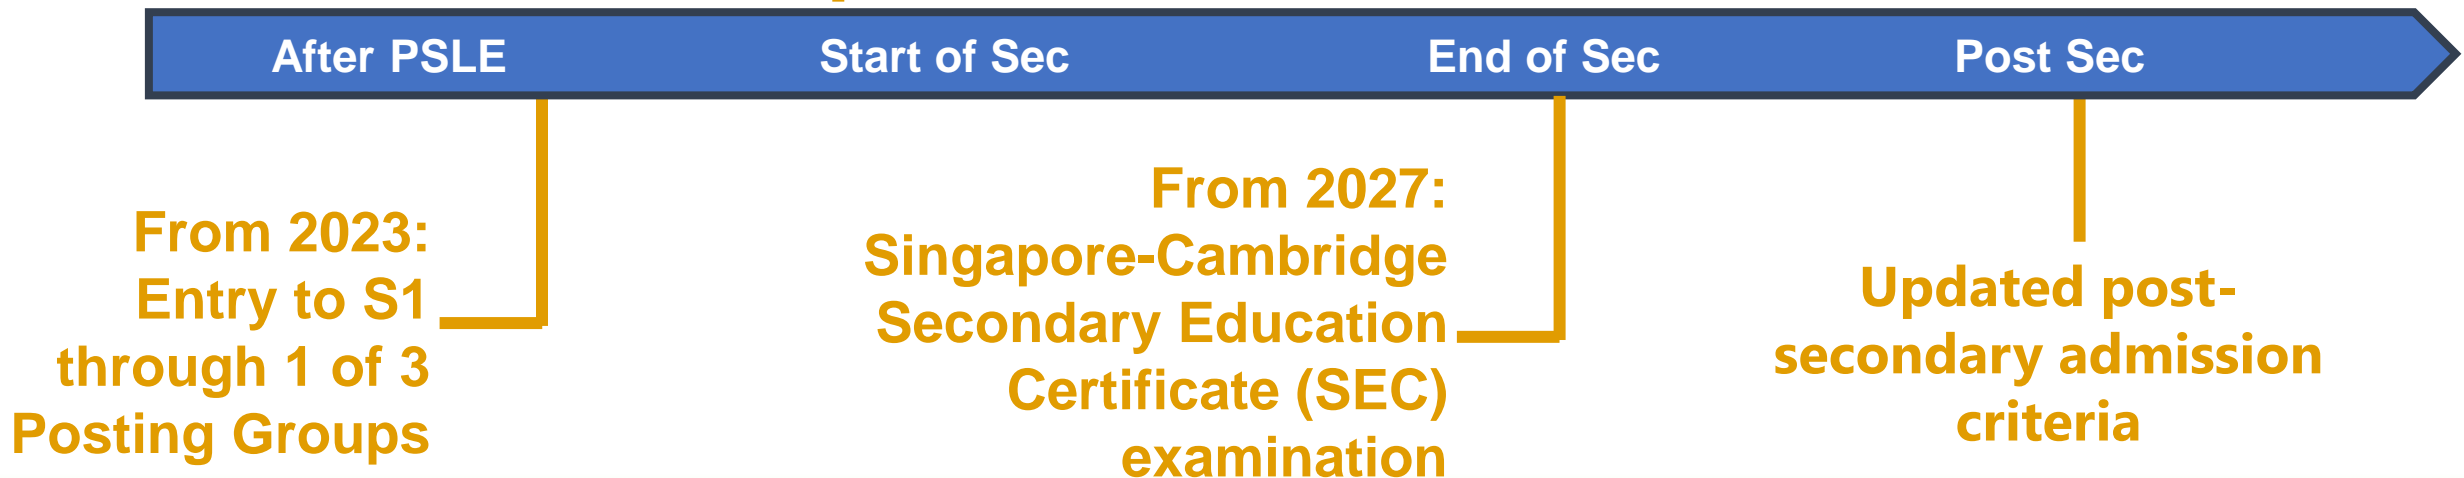 After PSLE
Start of Sec
End of Sec
Post Sec
From 2023:
Entry to S1
through 1 of 3
Posting Groups
From 2027:
Singapore-Cambridge
Secondary Education
Certificate (SEC)
examination
Updated post-
secondary admission
criteria